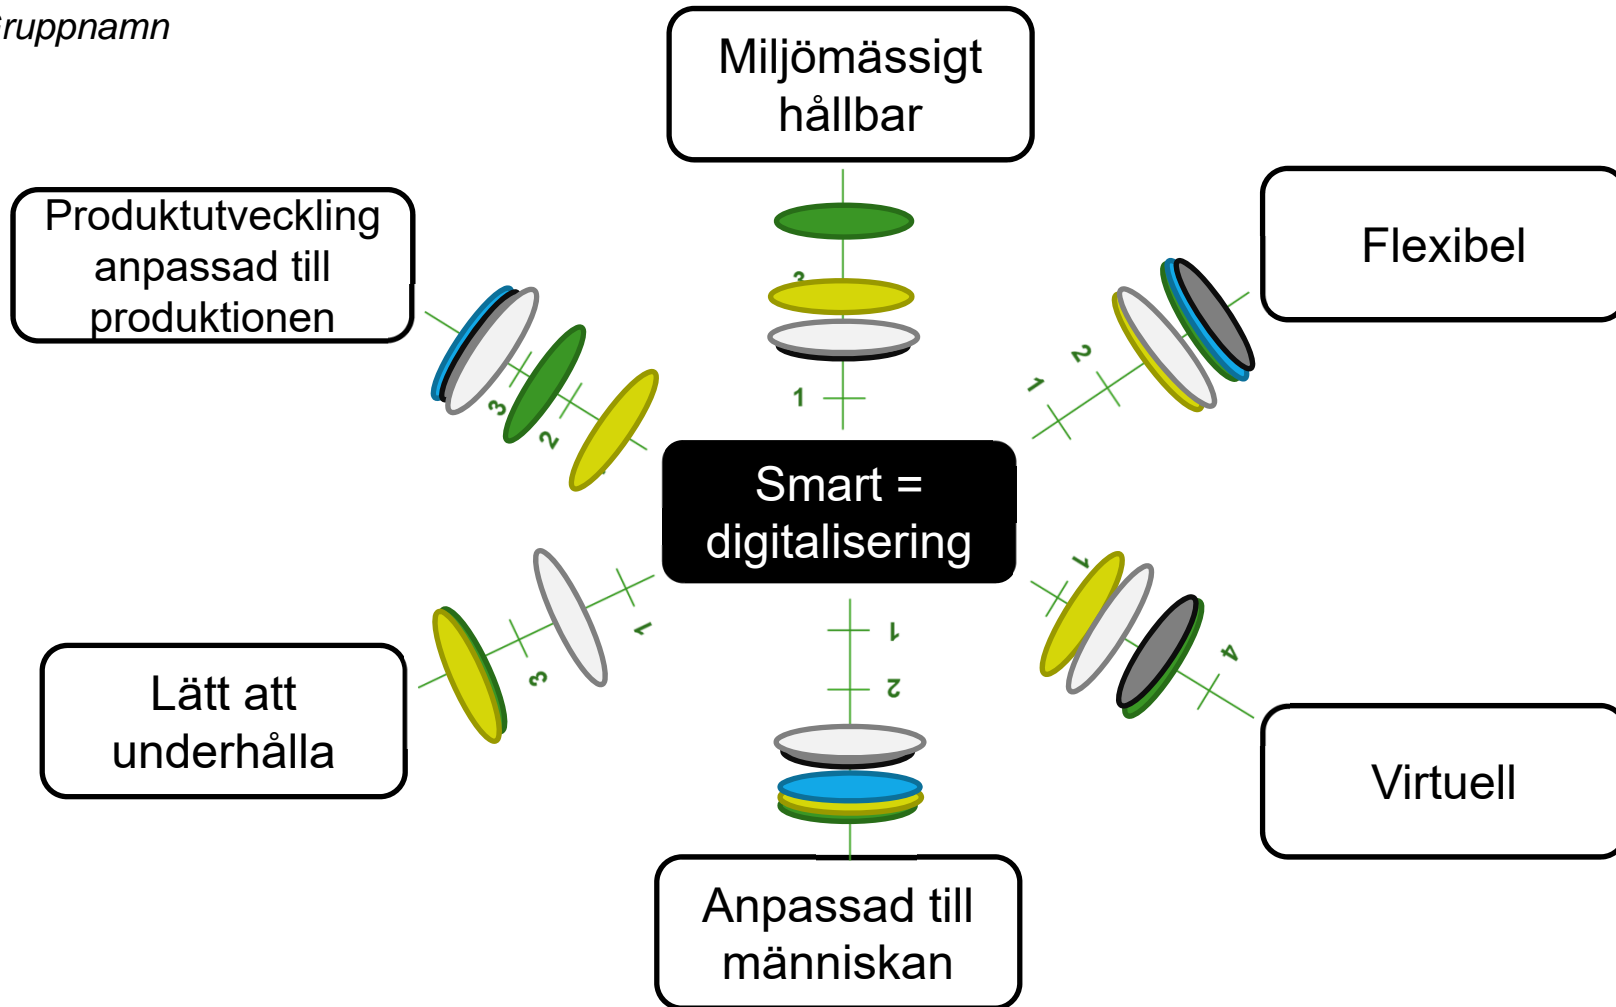 ruppnamn
Miljömässigt
hållbar
Produktutveckling
anpassad till
produktionen
Flexibel
3
1
2
1
3
2
Smart =
digitalisering
1
3
1
2
1
4
Lätt att
underhålla
Virtuell
Anpassad till
människan